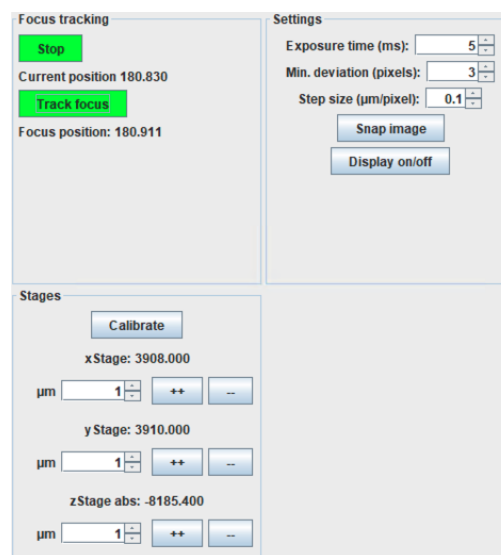 Focus tracking
Stop
Current position 180.830
Track focus
Focus position: 180.911
Settings
Exposure time (ms): 5
Min. deviation (pixels): 3
Step size (µm/pixel): 0.1
Snap image
Display on/off
Stages
Calibrate
xStage: 3908.000
µm 1 ++ --
yStage: 3910.000
µm 1 ++ --
zStage abs: -8185.400
µm 1 ++ --